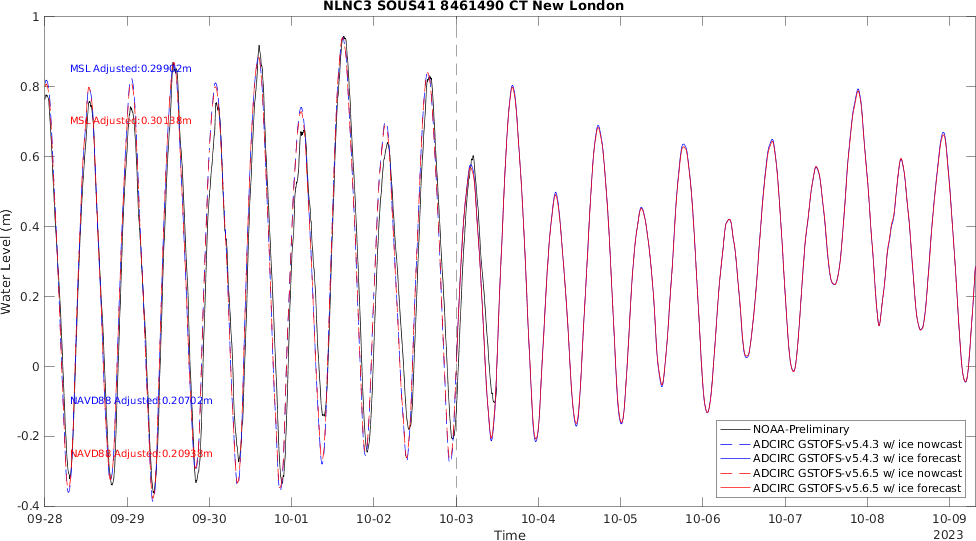 NLNC3 SOUS41 8461490 CT New London
1
0.8
0.6
0.4
0.2
0
-0.2
-0.4
Water Level (m)
MSL Adjusted:0.29902m
MSL Adjusted:0.30138m
NAVD88 Adjusted:0.20702m
NAVD88 Adjusted:0.20938m
NOAA-Preliminary
ADCIRC GSTOFS-v5.4.3 w/ ice nowcast
ADCIRC GSTOFS-v5.4.3 w/ ice forecast
ADCIRC GSTOFS-v5.6.5 w/ ice nowcast
ADCIRC GSTOFS-v5.6.5 w/ ice forecast
09-28 09-29 09-30 10-01 10-02 10-03 10-04 10-05 10-06 10-07 10-08 10-09
Time
2023